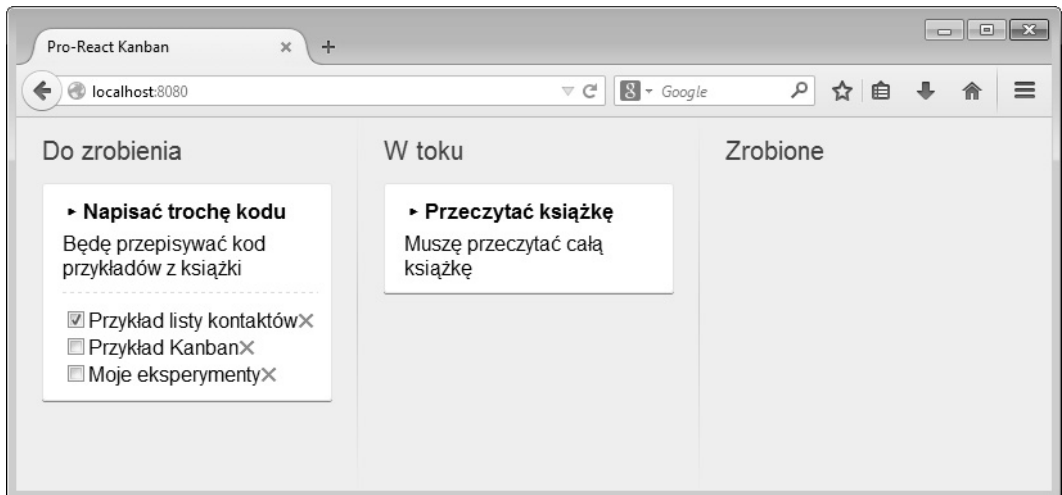 Pro-React Kanban
localhost:8080
Google
Do zrobienia
W toku
Zrobione
Napisać trochę kodu
Będę przepisywać kod
przykładów z książki
Przykład listy kontaktów
Przykład Kanban
Moje eksperymenty
Przeczytać książkę
Muszę przeczytać całą
książkę